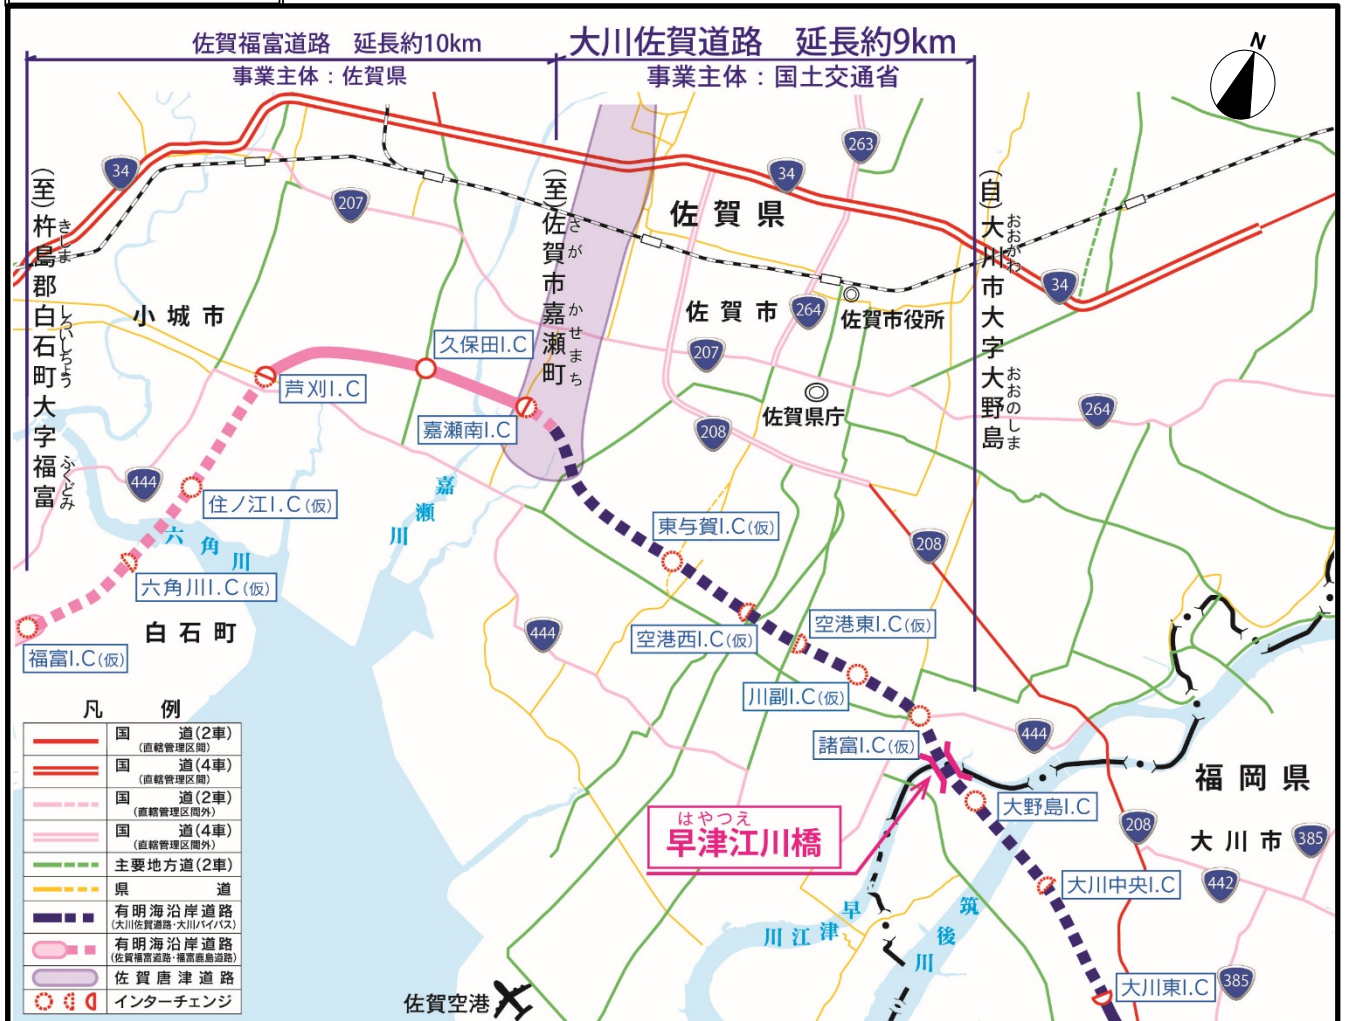 佐賀福富道路　延長約10km
事業主体：佐賀県
大川佐賀道路　延長約9km
事業主体：国土交通省
N
34
207
263
34
34
(至)杵島郡白石町大字福富
きしま
しろいしちょう
ふくどみ
(至)佐賀市嘉瀬町
さが
かせまち
(自)大川市大字大野島
おおかわ
おおのしま
佐賀県
小城市
佐賀市
264
佐賀市役所
207
佐賀県庁
208
264
久保田I.C
芦刈I.C
嘉瀬南I.C
444
住ノ江I.C(仮)
六角川
嘉瀬川
六角川I.C(仮)
白石町
福富I.C(仮)
東与賀I.C(仮)
208
444
空港西I.C(仮)
空港東I.C(仮)
川副I.C(仮)
諸富I.C(仮)
444
はやつえ
早津江川橋
大野島I.C
福岡県
208
大川市
385
大川中央I.C
442
早津江川
筑後川
大川東I.C
385
佐賀空港
凡　例
国　道(2車)
(直轄管理区間)
国　道(4車)
(直轄管理区間)
国　道(2車)
(直轄管理区間外)
国　道(4車)
(直轄管理区間外)
主要地方道(2車)
県　道
有明海沿岸道路
(大川佐賀道路・大川バイパス)
有明海沿岸道路
(佐賀福富道路・福富鹿島道路)
佐賀唐津道路
インターチェンジ